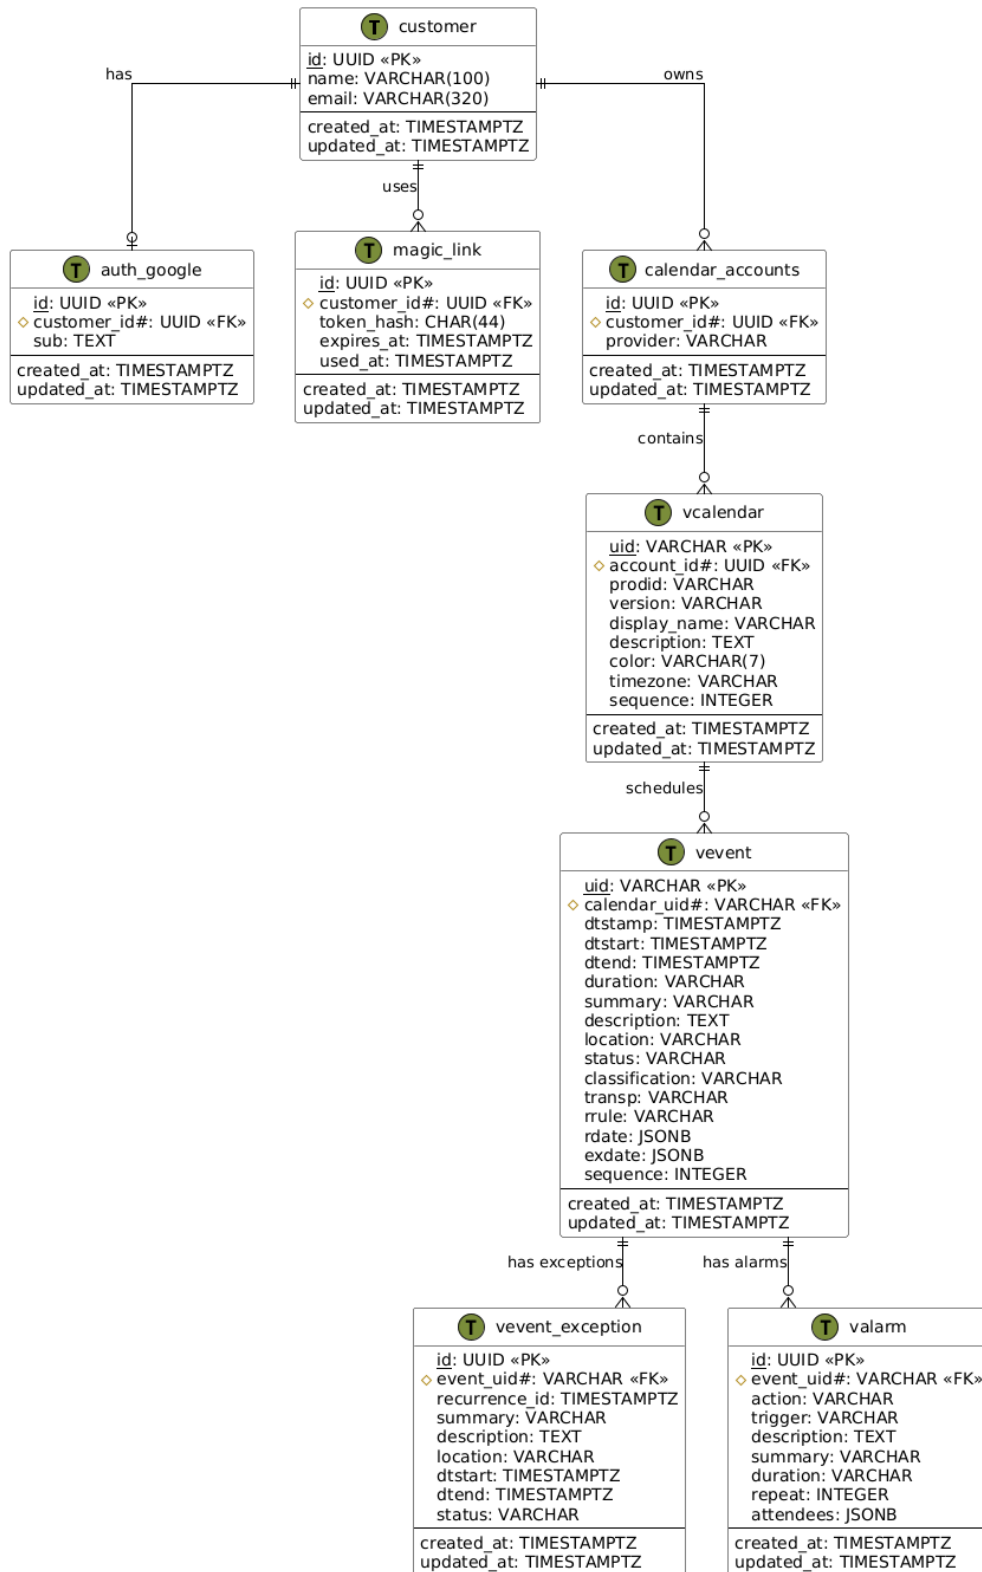 T customer
id: UUID «PK»
name: VARCHAR(100)
email: VARCHAR(320)
created_at: TIMESTAMPTZ
updated_at: TIMESTAMPTZ
has
owns
uses
T auth_google
id: UUID «PK»
customer_id#: UUID «FK»
sub: TEXT
created_at: TIMESTAMPTZ
updated_at: TIMESTAMPTZ
T magic_link
id: UUID «PK»
customer_id#: UUID «FK»
token_hash: CHAR(44)
expires_at: TIMESTAMPTZ
used_at: TIMESTAMPTZ
created_at: TIMESTAMPTZ
updated_at: TIMESTAMPTZ
T calendar_accounts
id: UUID «PK»
customer_id#: UUID «FK»
provider: VARCHAR
created_at: TIMESTAMPTZ
updated_at: TIMESTAMPTZ
contains
T vcalendar
uid: VARCHAR «PK»
account_id#: UUID «FK»
prodid: VARCHAR
version: VARCHAR
display_name: VARCHAR
description: TEXT
color: VARCHAR(7)
timezone: VARCHAR
sequence: INTEGER
created_at: TIMESTAMPTZ
updated_at: TIMESTAMPTZ
schedules
T vevent
uid: VARCHAR «PK»
calendar_uid#: VARCHAR «FK»
dtstamp: TIMESTAMPTZ
dtstart: TIMESTAMPTZ
dtend: TIMESTAMPTZ
duration: VARCHAR
summary: VARCHAR
description: TEXT
location: VARCHAR
status: VARCHAR
classification: VARCHAR
transp: VARCHAR
rrule: VARCHAR
rdate: JSONB
exdate: JSONB
sequence: INTEGER
created_at: TIMESTAMPTZ
updated_at: TIMESTAMPTZ
has exceptions
has alarms
T vevent_exception
id: UUID «PK»
event_uid#: VARCHAR «FK»
recurrence_id: TIMESTAMPTZ
summary: VARCHAR
description: TEXT
location: VARCHAR
dtstart: TIMESTAMPTZ
dtend: TIMESTAMPTZ
status: VARCHAR
created_at: TIMESTAMPTZ
updated_at: TIMESTAMPTZ
T valarm
id: UUID «PK»
event_uid#: VARCHAR «FK»
action: VARCHAR
trigger: VARCHAR
description: TEXT
summary: VARCHAR
duration: VARCHAR
repeat: INTEGER
attendees: JSONB
created_at: TIMESTAMPTZ
updated_at: TIMESTAMPTZ